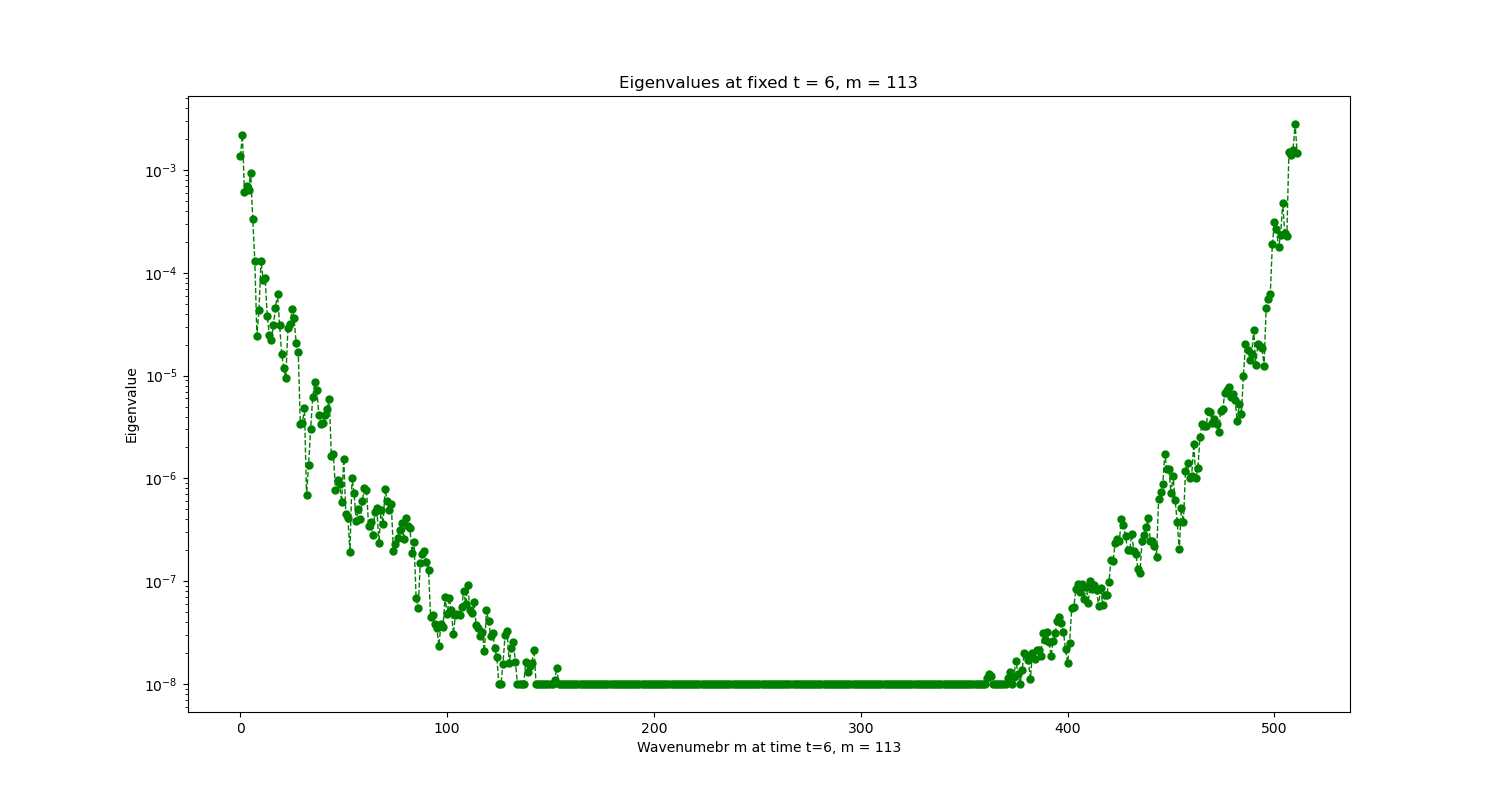 Eigenvalues at fixed t = 6, m = 113
10⁻³
10⁻⁴
10⁻⁵
10⁻⁶
10⁻⁷
10⁻⁸
Eigenvalue
0 100 200 300 400 500
Wavenumebr m at time t=6, m = 113